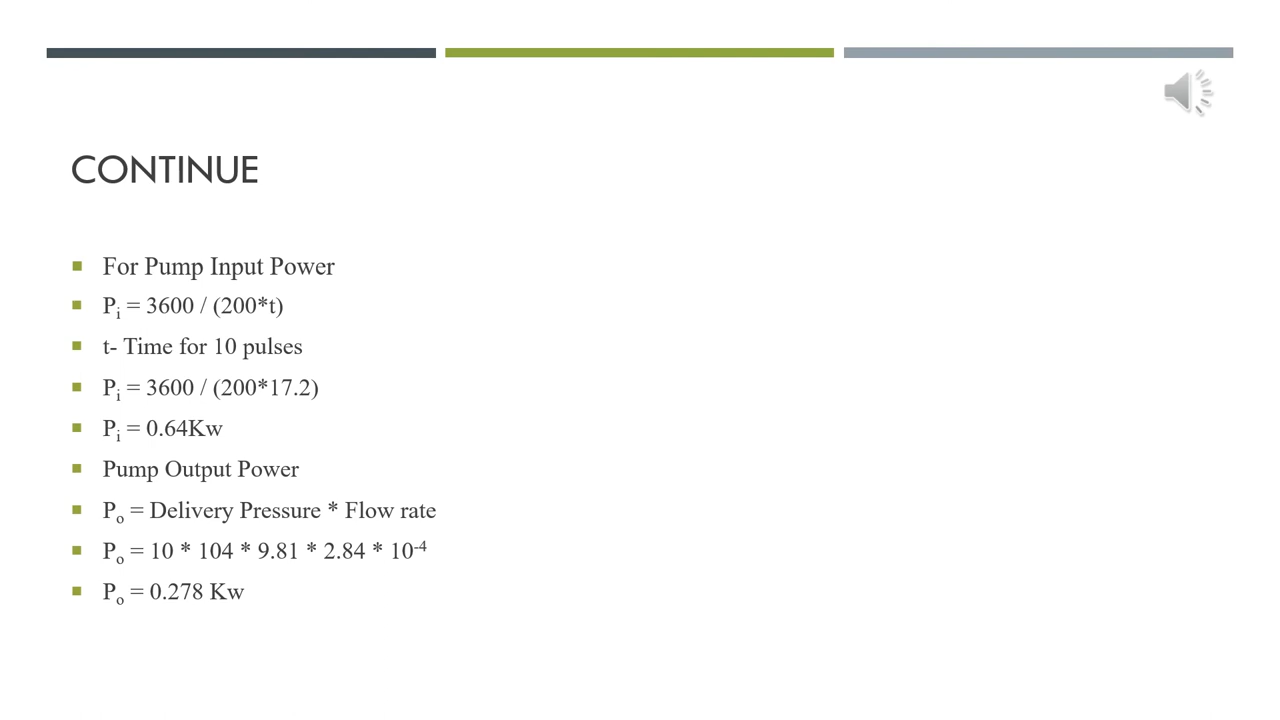 CONTINUE
For Pump Input Power
Pi = 3600 / (200*t)
t- Time for 10 pulses
Pi = 3600 / (200*17.2)
Pi = 0.64Kw
Pump Output Power
Po = Delivery Pressure * Flow rate
Po = 10 * 104 * 9.81 * 2.84 * 10-4
Po = 0.278 Kw